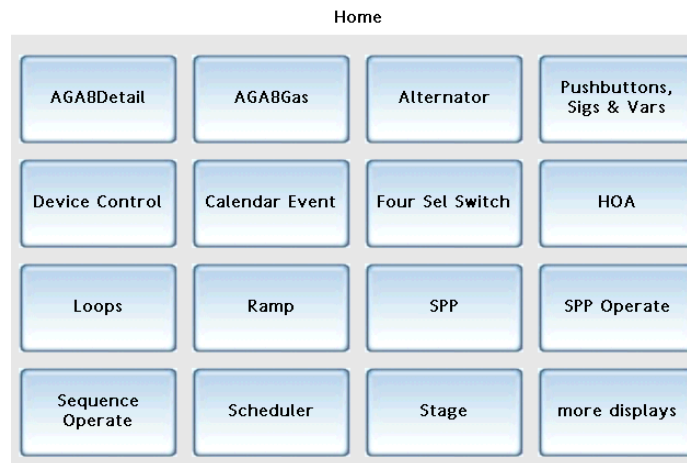 Home
AGA8Detail
AGA8Gas
Alternator
Pushbuttons,
Sigs & Vars
Device Control
Calendar Event
Four Sel Switch
HOA
Loops
Ramp
SPP
SPP Operate
Sequence
Operate
Scheduler
Stage
more displays